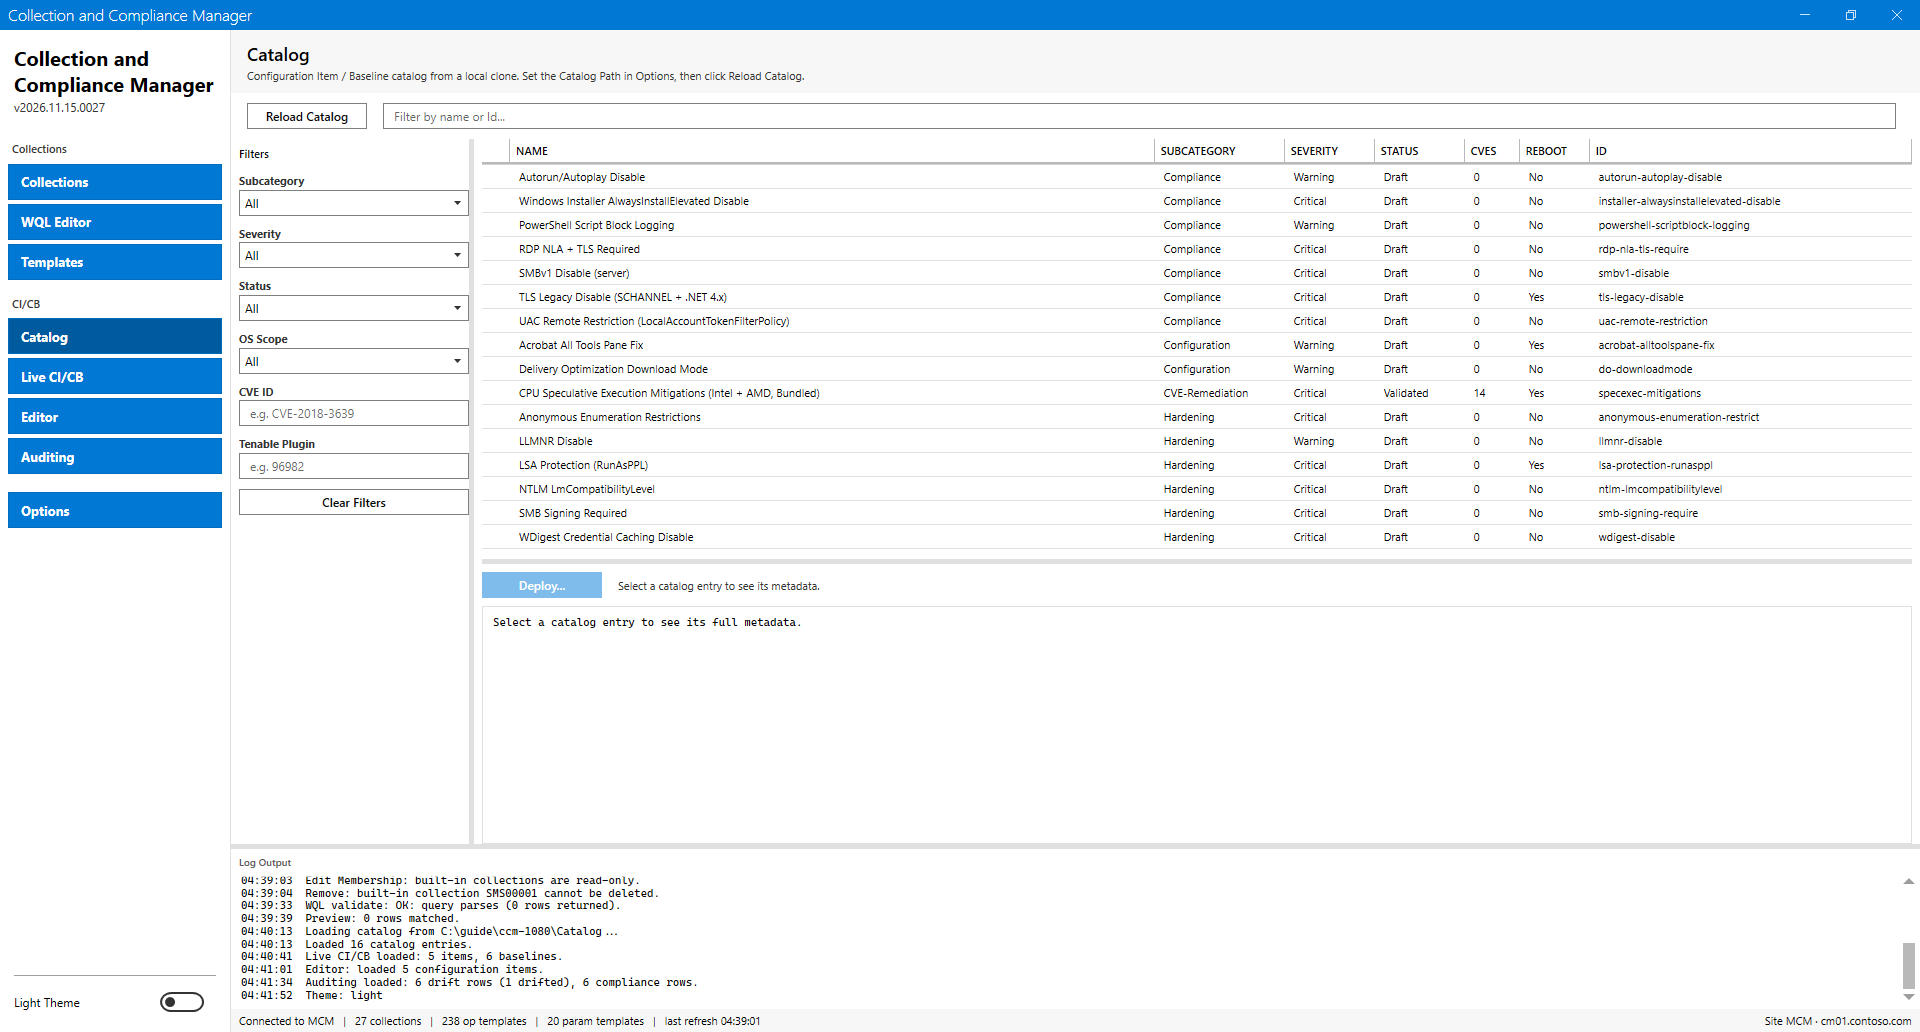 Collection and Compliance Manager
Collection and
Compliance Manager
v2026.11.15.0027
Collections
Collections
WQL Editor
Templates
CI/CB
Catalog
Live CI/CB
Editor
Auditing
Options
Light Theme
Catalog
Configuration Item / Baseline catalog from a local clone. Set the Catalog Path in Options, then click Reload Catalog.
Reload Catalog
Filter by name or Id...
Filters
Subcategory
All
Severity
All
Status
All
OS Scope
All
CVE ID
e.g. CVE-2018-3639
Tenable Plugin
e.g. 96982
Clear Filters
NAME SUBCATEGORY SEVERITY STATUS CVES REBOOT ID
Autorun/Autoplay Disable Compliance Warning Draft 0 No autorun-autoplay-disable
Windows Installer AlwaysInstallElevated Disable Compliance Critical Draft 0 No installer-alwaysinstallelevated-disable
PowerShell Script Block Logging Compliance Warning Draft 0 No powershell-scriptblock-logging
RDP NLA + TLS Required Compliance Critical Draft 0 No rdp-nla-tls-require
SMBv1 Disable (server) Compliance Critical Draft 0 No smbv1-disable
TLS Legacy Disable (SCHANNEL + .NET 4.x) Compliance Critical Draft 0 Yes tls-legacy-disable
UAC Remote Restriction (LocalAccountTokenFilterPolicy) Compliance Critical Draft 0 No uac-remote-restriction
Acrobat All Tools Pane Fix Configuration Warning Draft 0 Yes acrobat-alltoolspane-fix
Delivery Optimization Download Mode Configuration Warning Draft 0 No do-downloadmode
CPU Speculative Execution Mitigations (Intel + AMD, Bundled) CVE-Remediation Critical Validated 14 Yes specexec-mitigations
Anonymous Enumeration Restrictions Hardening Critical Draft 0 No anonymous-enumeration-restrict
LLMNR Disable Hardening Warning Draft 0 No llmnr-disable
LSA Protection (RunAsPPL) Hardening Critical Draft 0 Yes lsa-protection-runasppl
NTLM LmCompatibilityLevel Hardening Critical Draft 0 No ntlm-lmcompatibilitylevel
SMB Signing Required Hardening Critical Draft 0 No smb-signing-require
WDigest Credential Caching Disable Hardening Critical Draft 0 No wdigest-disable
Deploy... Select a catalog entry to see its metadata.
Select a catalog entry to see its full metadata.
Log Output
04:39:03 Edit Membership: built-in collections are read-only.
04:39:04 Remove: built-in collection SMS00001 cannot be deleted.
04:39:33 WQL validate: OK: query parses (0 rows returned).
04:39:39 Preview: 0 rows matched.
04:40:13 Loading catalog from C:\guide\ccm-1080\Catalog...
04:40:13 Loaded 16 catalog entries.
04:40:41 Live CI/CB loaded: 5 items, 6 baselines.
04:41:01 Editor: loaded 5 configuration items.
04:41:34 Auditing loaded: 6 drift rows (1 drifted), 6 compliance rows.
04:41:52 Theme: light
Connected to MCM | 27 collections | 238 op templates | 20 param templates | last refresh 04:39:01
Site MCM · cm01.contoso.com